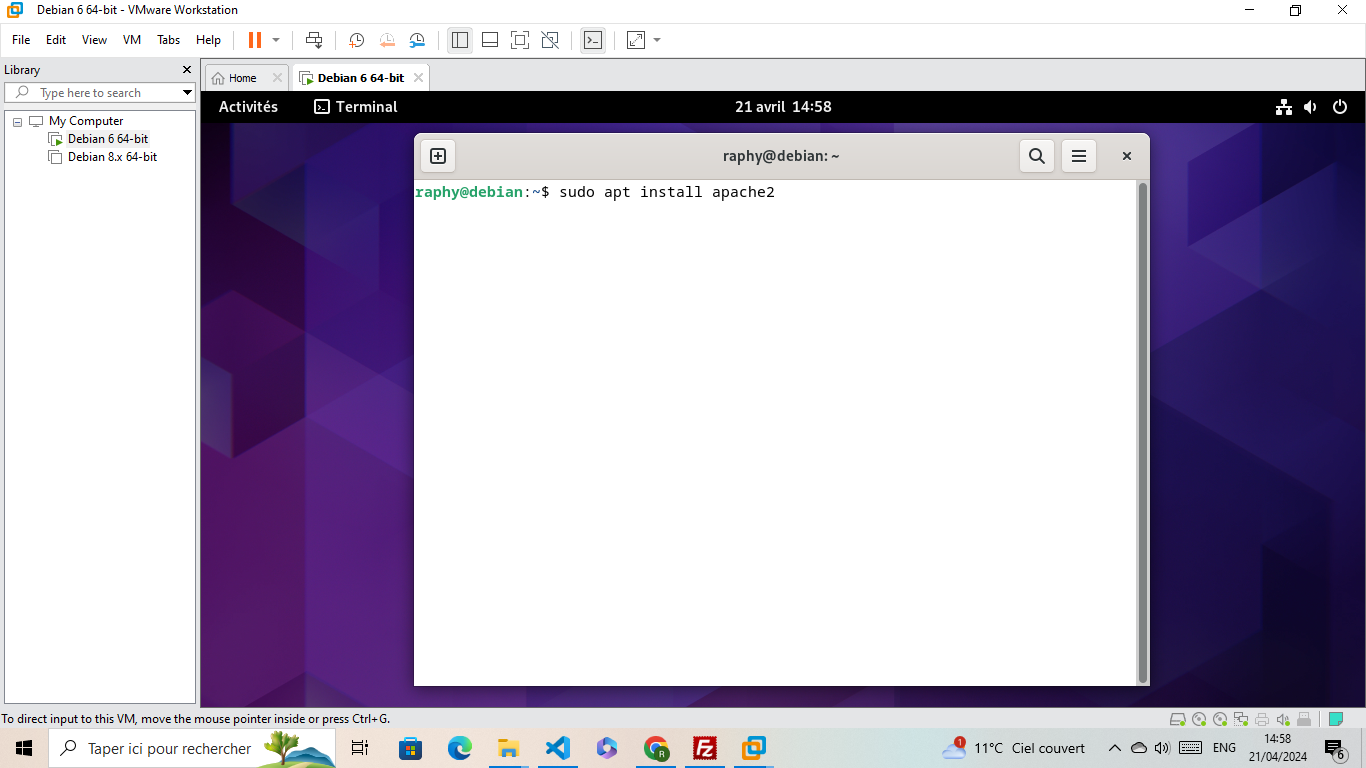 Debian 6 64-bit - VMware Workstation
File Edit View VM Tabs Help
Library
Type here to search
My Computer
Debian 6 64-bit
Debian 8.x 64-bit
Home
Debian 6 64-bit
Activités Terminal 21 avril 14:58
raphy@debian: ~
raphy@debian:~$ sudo apt install apache2
To direct input to this VM, move the mouse pointer inside or press Ctrl+G.
Taper ici pour rechercher
R
Fz
1
11°C Ciel couvert
ENG
14:58
21/04/2024
6